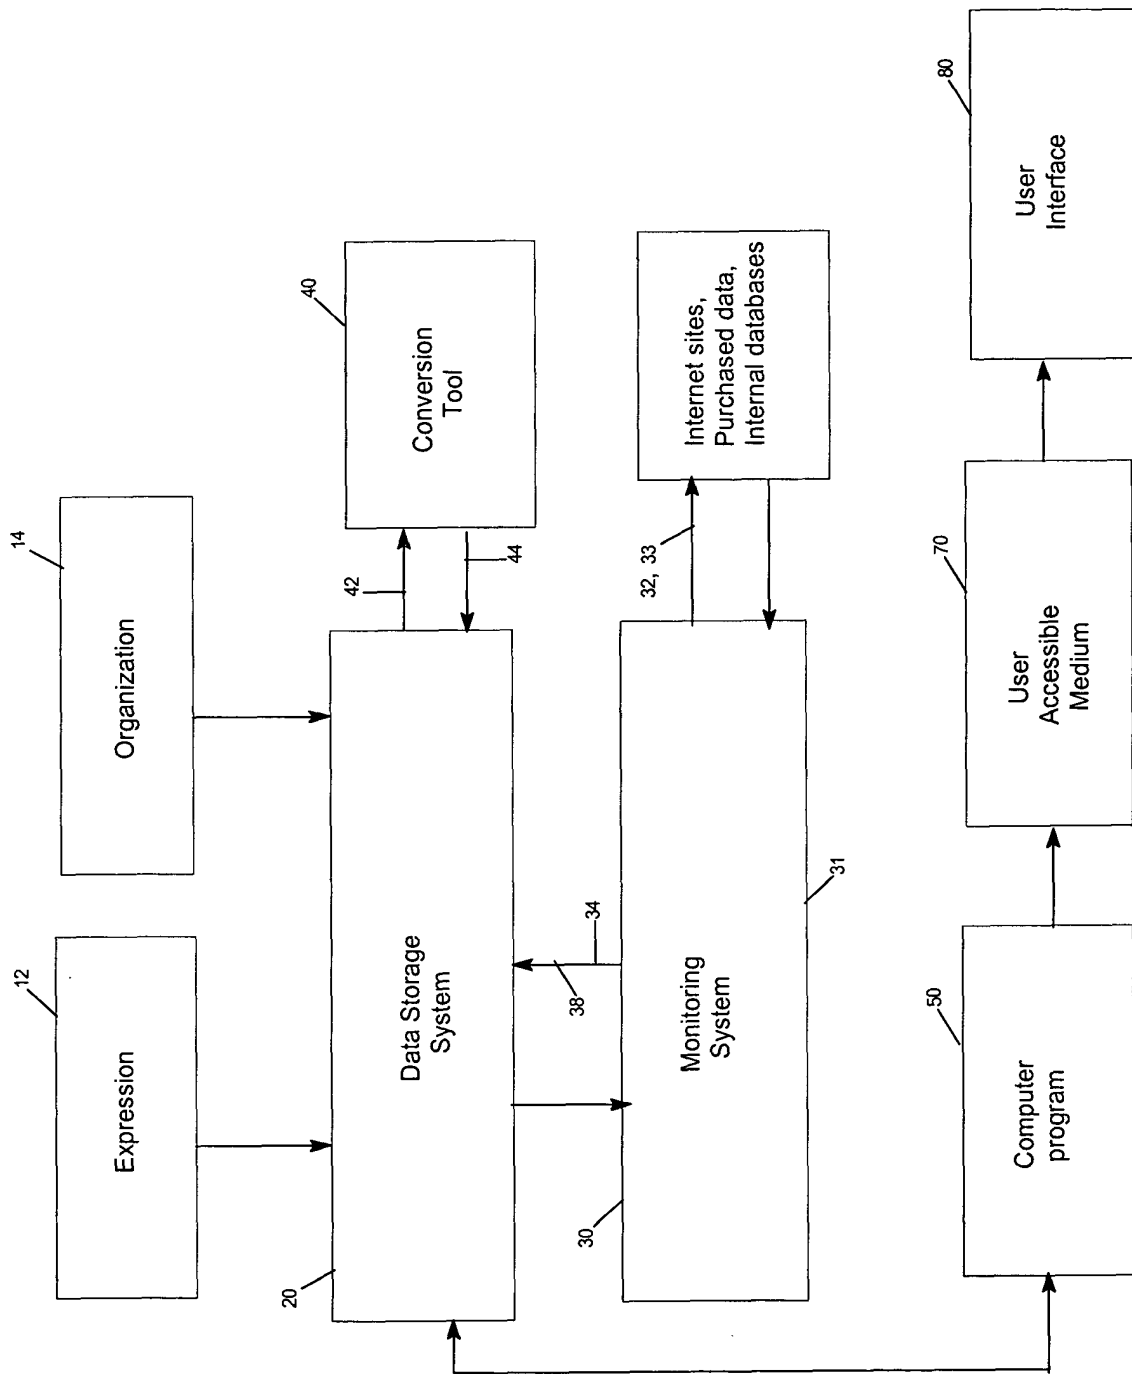 12
Expression
14
Organization
20
Data Storage
System
42
44
40
Conversion
Tool
38
34
30
Monitoring
System
31
32, 33
Internet sites,
Purchased data,
Internal databases
50
Computer
program
70
User
Accessible
Medium
80
User
Interface